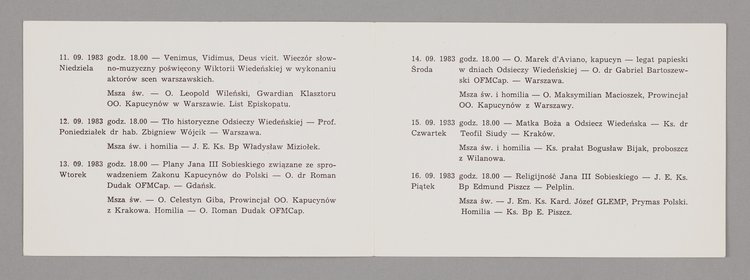 11. 09. 1983 godz. 18.00 — Venimus, Vidimus, Deus vicit. Wieczór słow-
Niedziela no-muzyczny poświęcony Wiktorii Wiedeńskiej w wykonaniu
aktorów scen warszawskich.
Msza św. — O. Leopold Wileński, Gwardian Klasztoru
OO. Kapucynów w Warszawie. List Episkopatu.
12. 09. 1983 godz. 18.00 — Tło historyczne Odsieczy Wiedeńskiej — Prof.
Poniedziałek dr hab. Zbigniew Wójcik — Warszawa.
Msza św. i homilia — J. E. Ks. Bp Władysław Miziołek.
13. 09. 1983 godz. 18.00 — Plany Jana III Sobieskiego związane ze spro-
Wtorek wadzeniem Zakonu Kapucynów do Polski — O. dr Roman
Dudak OFMCap. — Gdańsk.
Msza św. — O. Celestyn Giba, Prowincjał OO. Kapucynów
z Krakowa. Homilia — O. Roman Dudak OFMCap.
14. 09. 1983 godz. 18.00 — O. Marek d'Aviano, kapucyn — legat papieski
Środa w dniach Odsieczy Wiedeńskiej — O. dr Gabriel Bartoszew-
ski OFMCap. — Warszawa.
Msza św. i homilia — O. Maksymilian Macioszek, Prowincjał
OO. Kapucynów z Warszawy.
15. 09. 1983 godz. 18.00 — Matka Boża a Odsiecz Wiedeńska — Ks. dr
Czwartek Teofil Siudy — Kraków.
Msza św. i homilia — Ks. prałat Bogusław Bijak, proboszcz
z Wilanowa.
16. 09. 1983 godz. 18.00 — Religijność Jana III Sobieskiego — J. E. Ks.
Piątek Bp Edmund Piszcz — Pelplin.
Msza św. — J. Em. Ks. Kard. Józef GLEMP, Prymas Polski.
Homilia — Ks. Bp E. Piszcz.